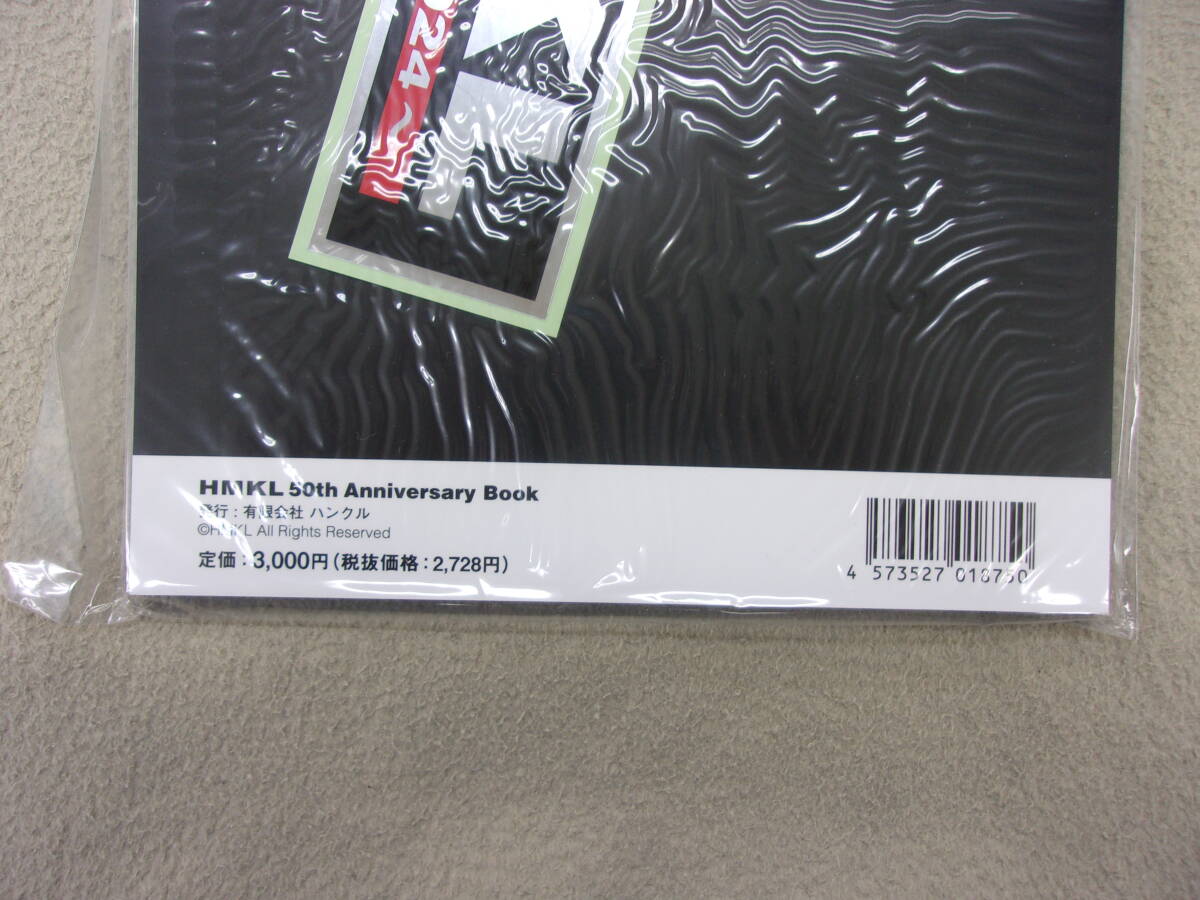 024~
HMKL 50th Anniversary Book
発行：有限会社 ハンクル
©HMKL All Rights Reserved
定価：3,000円（税抜価格：2,728円）
4 573527 018750